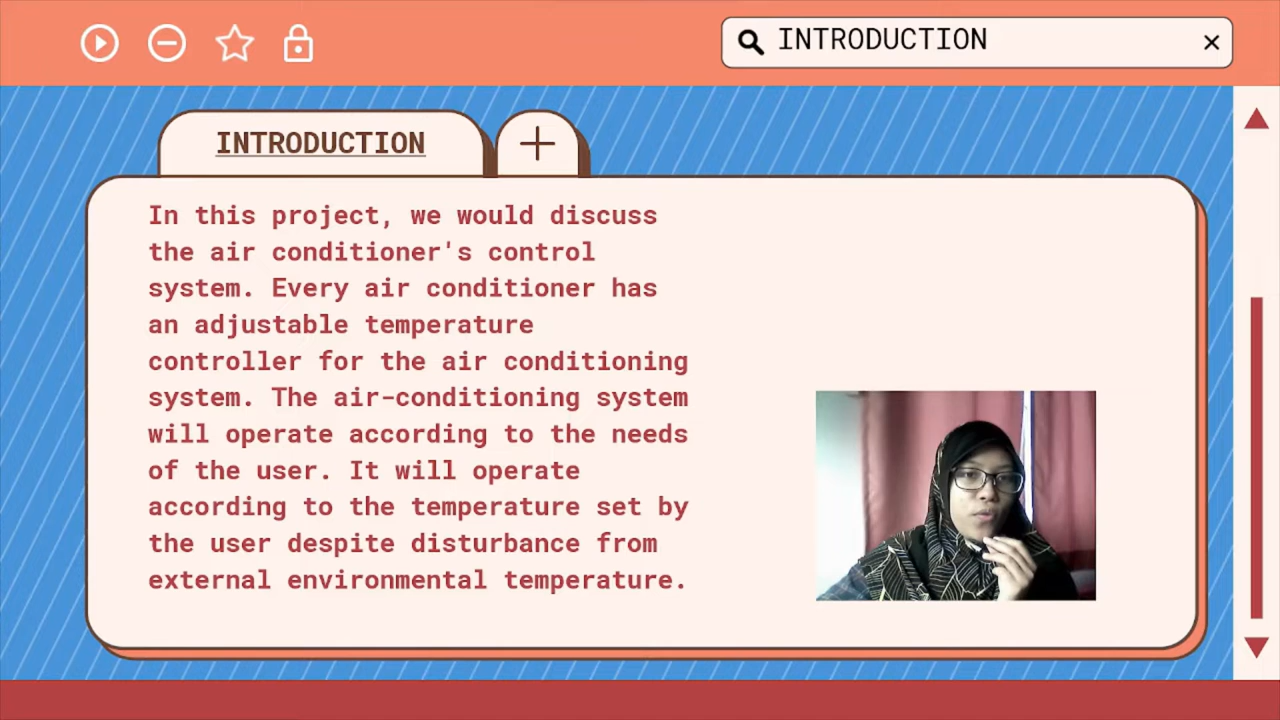 INTRODUCTION
INTRODUCTION
In this project, we would discuss
the air conditioner's control
system. Every air conditioner has
an adjustable temperature
controller for the air conditioning
system. The air-conditioning system
will operate according to the needs
of the user. It will operate
according to the temperature set by
the user despite disturbance from
external environmental temperature.